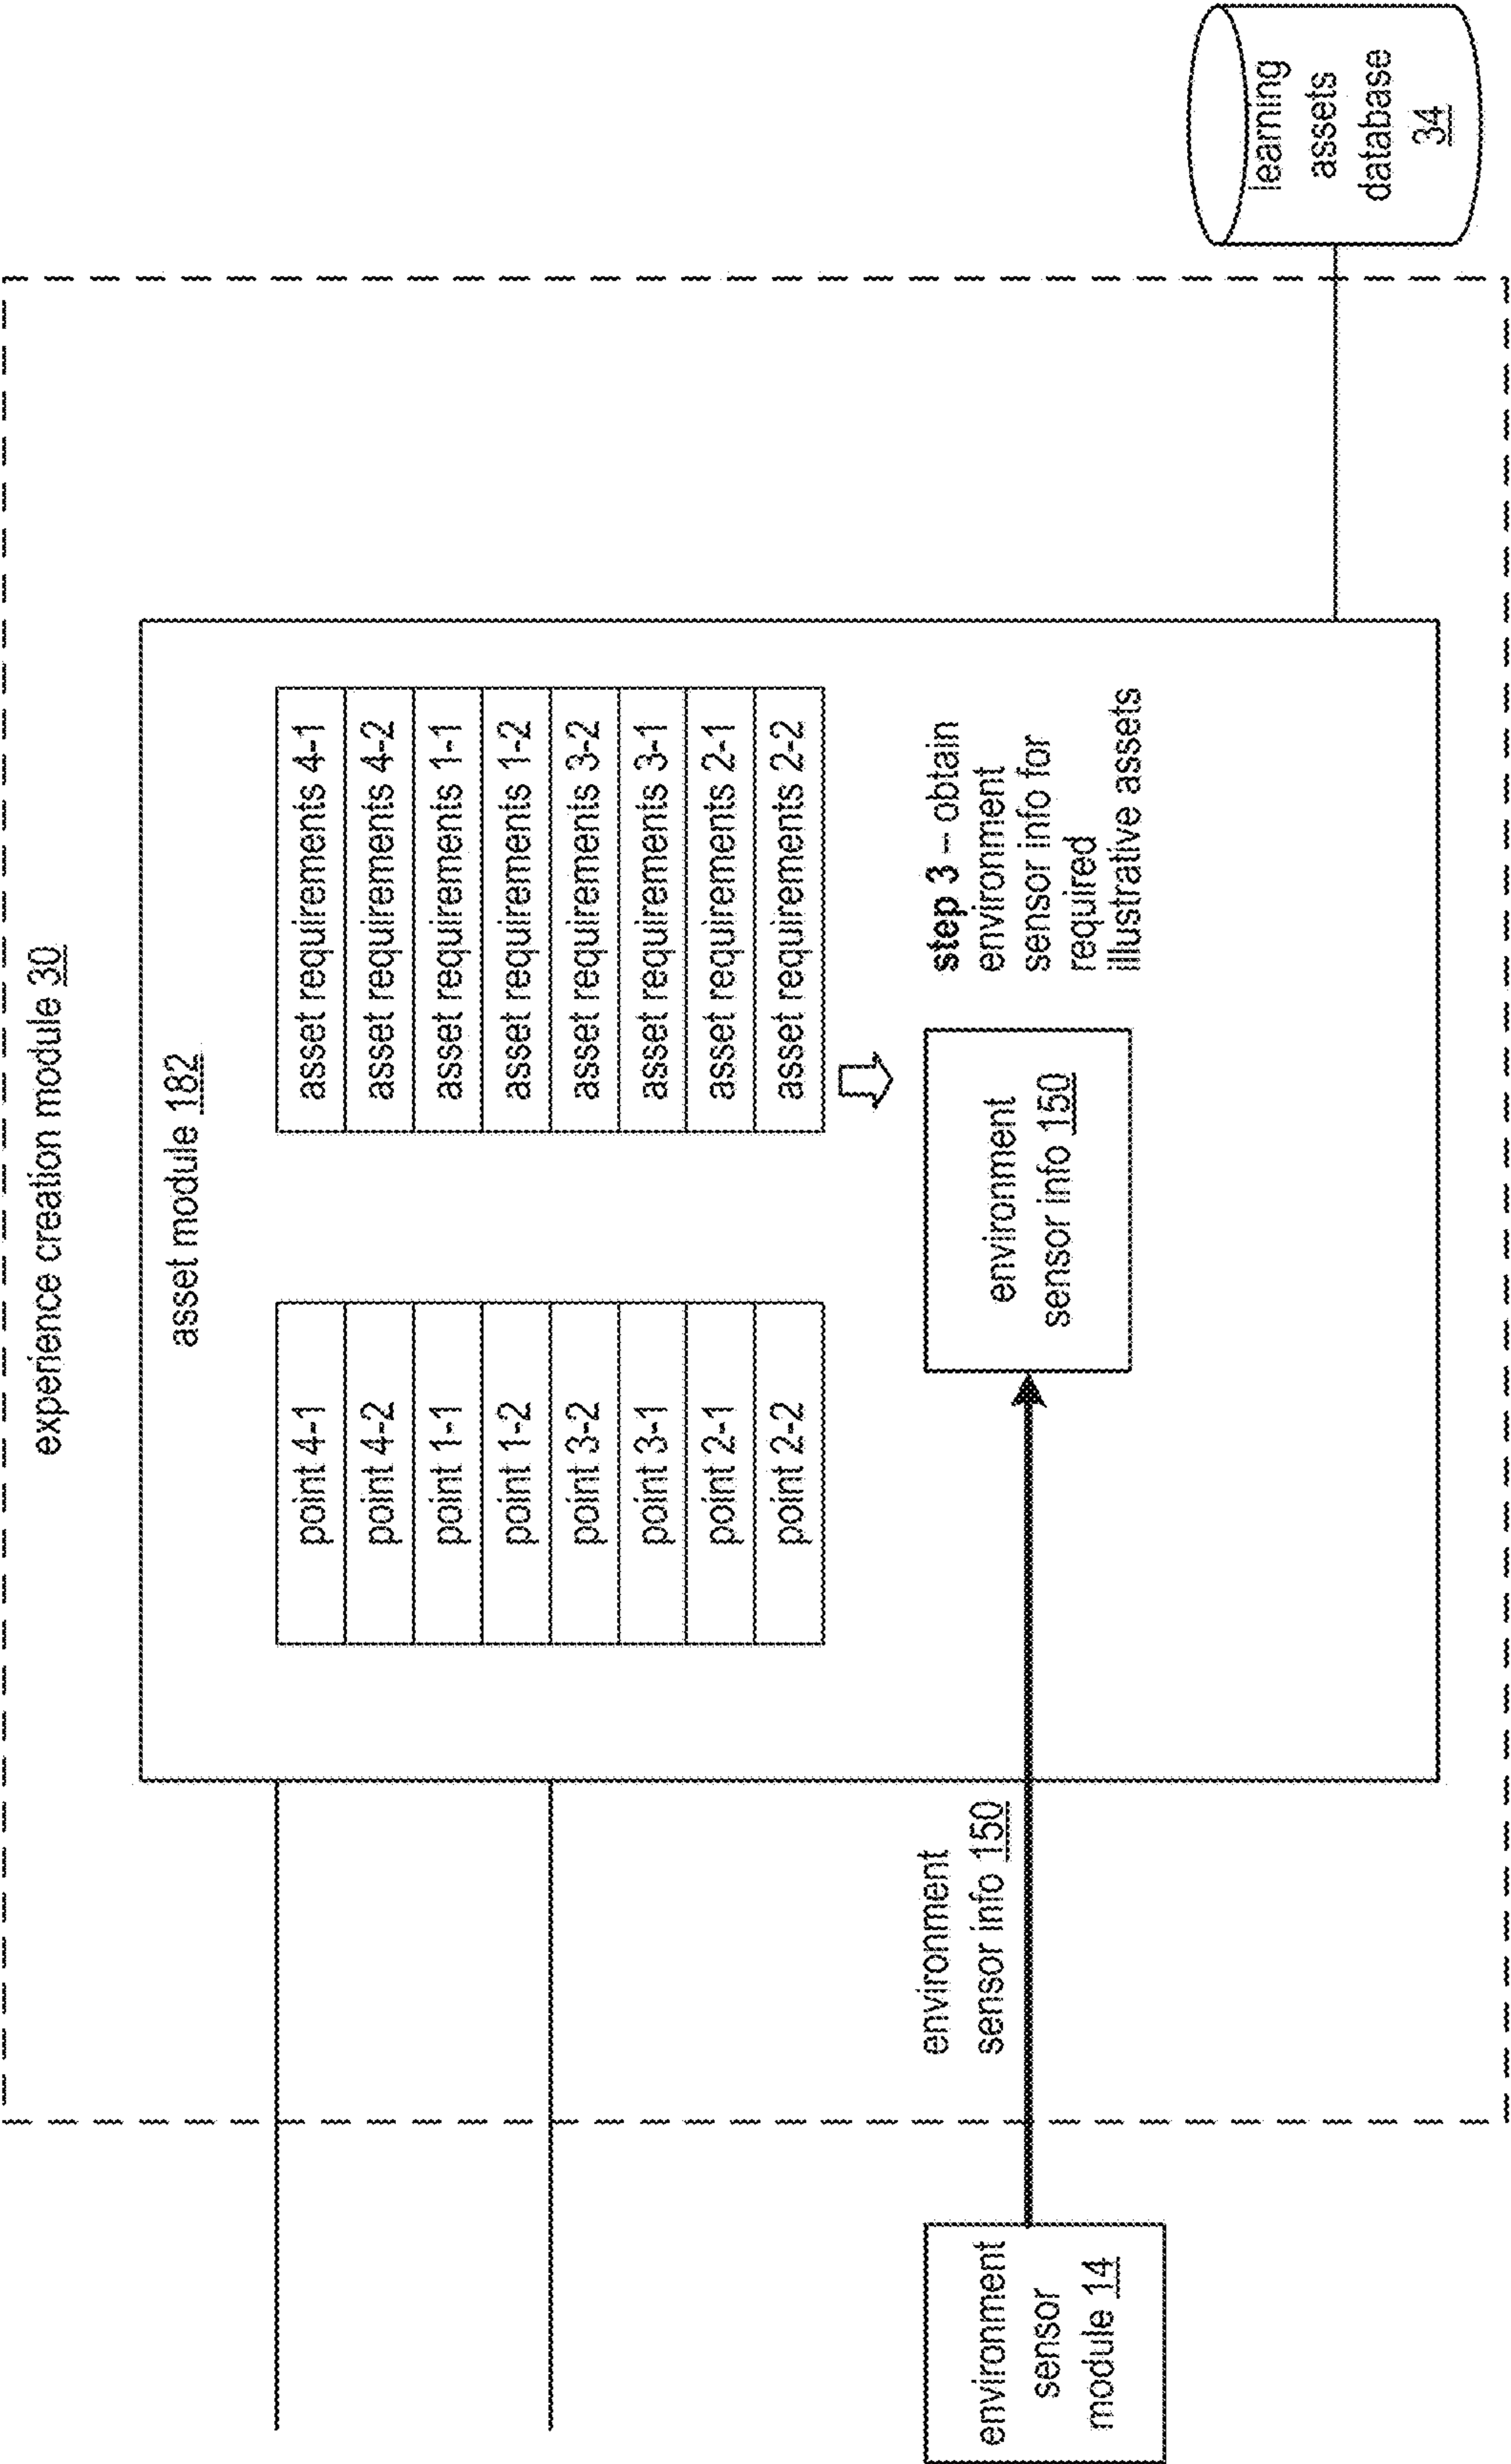 experience creation module 30
asset module 182
point 4-1
point 4-2
point 1-1
point 1-2
point 3-2
point 3-1
point 2-1
point 2-2
asset requirements 4-1
asset requirements 4-2
asset requirements 1-1
asset requirements 1-2
asset requirements 3-2
asset requirements 3-1
asset requirements 2-1
asset requirements 2-2
environment
sensor
module 14
environment
sensor info 150
environment
sensor info 150
step 3 – obtain
environment
sensor info for
required
illustrative assets
learning
assets
database
34